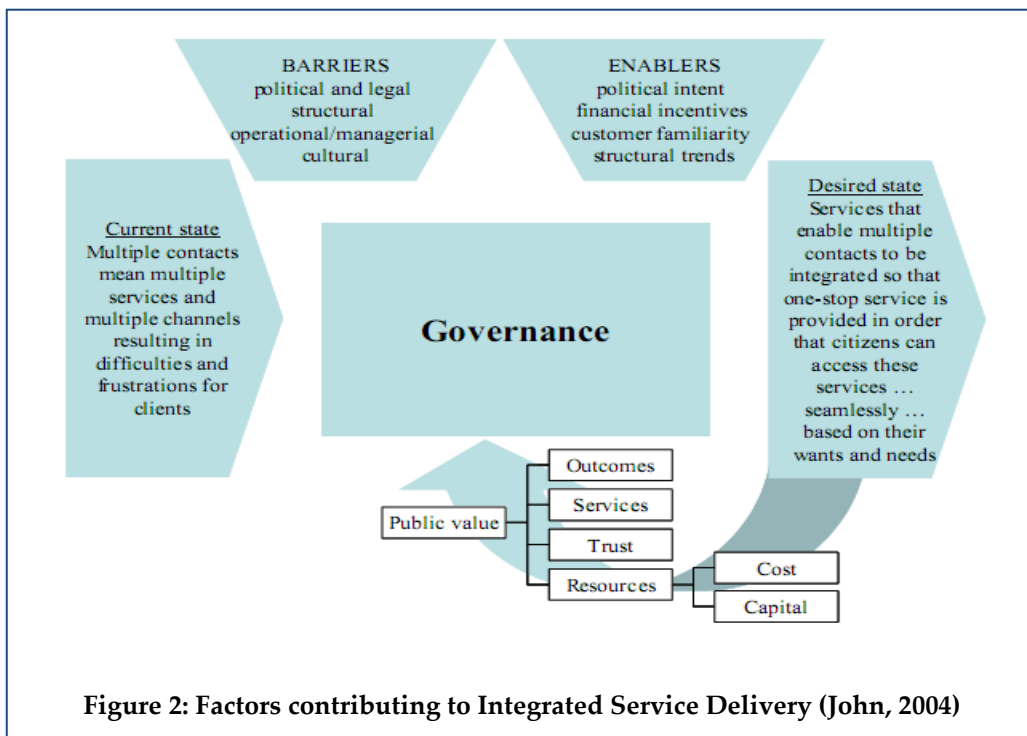 BARRIERS
political and legal
structural
operational/managerial
cultural
ENABLERS
political intent
financial incentives
customer familiarity
structural trends
Current state
Multiple contacts
mean multiple
services and
multiple channels
resulting in
difficulties and
frustrations for
clients
Governance
Desired state
Services that
enable multiple
contacts to be
integrated so that
one-stop service is
provided in order
that citizens can
access these
services …
seamlessly …
based on their
wants and needs
Public value
Outcomes
Services
Trust
Resources
Cost
Capital
Figure 2: Factors contributing to Integrated Service Delivery (John, 2004)